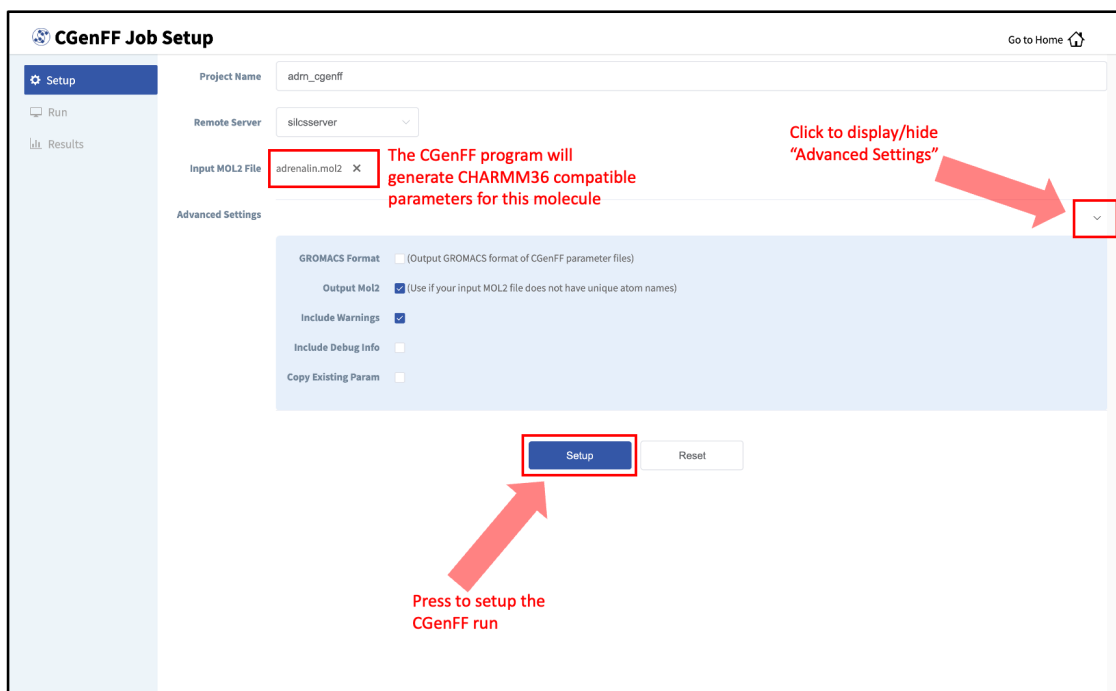 CGenFF Job Setup
Go to Home
Setup
Run
Results
Project Name
adrn_cgenff
Remote Server
silcsserver
Input MOL2 File
adrenalin.mol2 ✕
The CGenFF program will
generate CHARMM36 compatible
parameters for this molecule
Click to display/hide
“Advanced Settings”
Advanced Settings
GROMACS Format
(Output GROMACS format of CGenFF parameter files)
Output Mol2
(Use if your input MOL2 file does not have unique atom names)
Include Warnings
Include Debug Info
Copy Existing Param
Setup
Reset
Press to setup the
CGenFF run